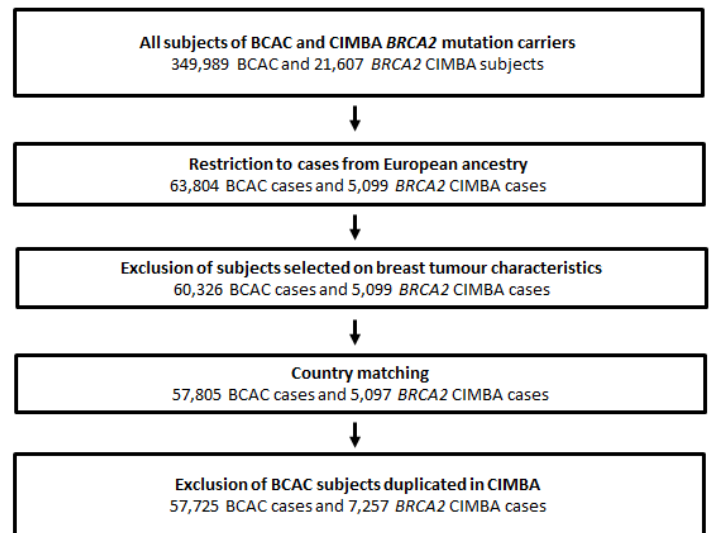 All subjects of BCAC and CIMBA BRCA2 mutation carriers
349,989 BCAC and 21,607 BRCA2 CIMBA subjects
Restriction to cases from European ancestry
63,804 BCAC cases and 5,099 BRCA2 CIMBA cases
Exclusion of subjects selected on breast tumour characteristics
60,326 BCAC cases and 5,099 BRCA2 CIMBA cases
Country matching
57,805 BCAC cases and 5,097 BRCA2 CIMBA cases
Exclusion of BCAC subjects duplicated in CIMBA
57,725 BCAC cases and 7,257 BRCA2 CIMBA cases